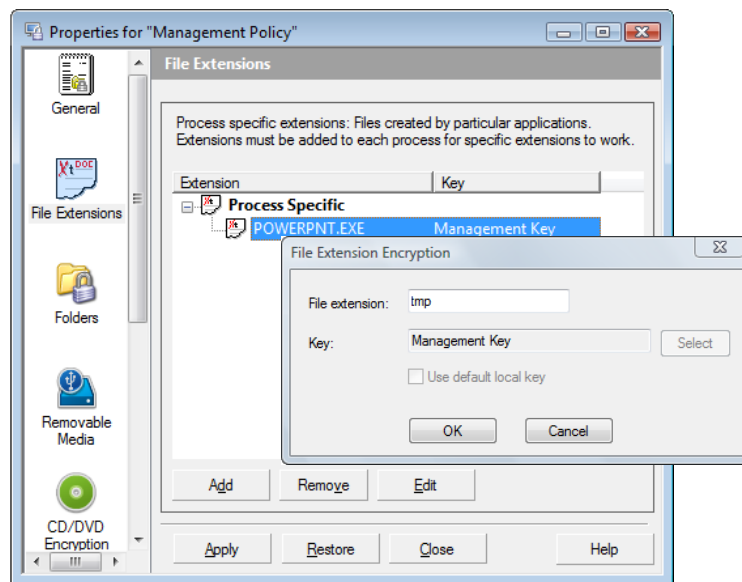 Properties for "Management Policy"
General
File Extensions
Folders
Removable
Media
CD/DVD
Encryption
File Extensions
Process specific extensions: Files created by particular applications.
Extensions must be added to each process for specific extensions to work.
Extension Key
Process Specific
POWERPNT.EXE Management Key
File Extension Encryption
File extension: tmp
Key: Management Key Select
Use default local key
OK Cancel
Add Remove Edit
Apply Restore Close Help